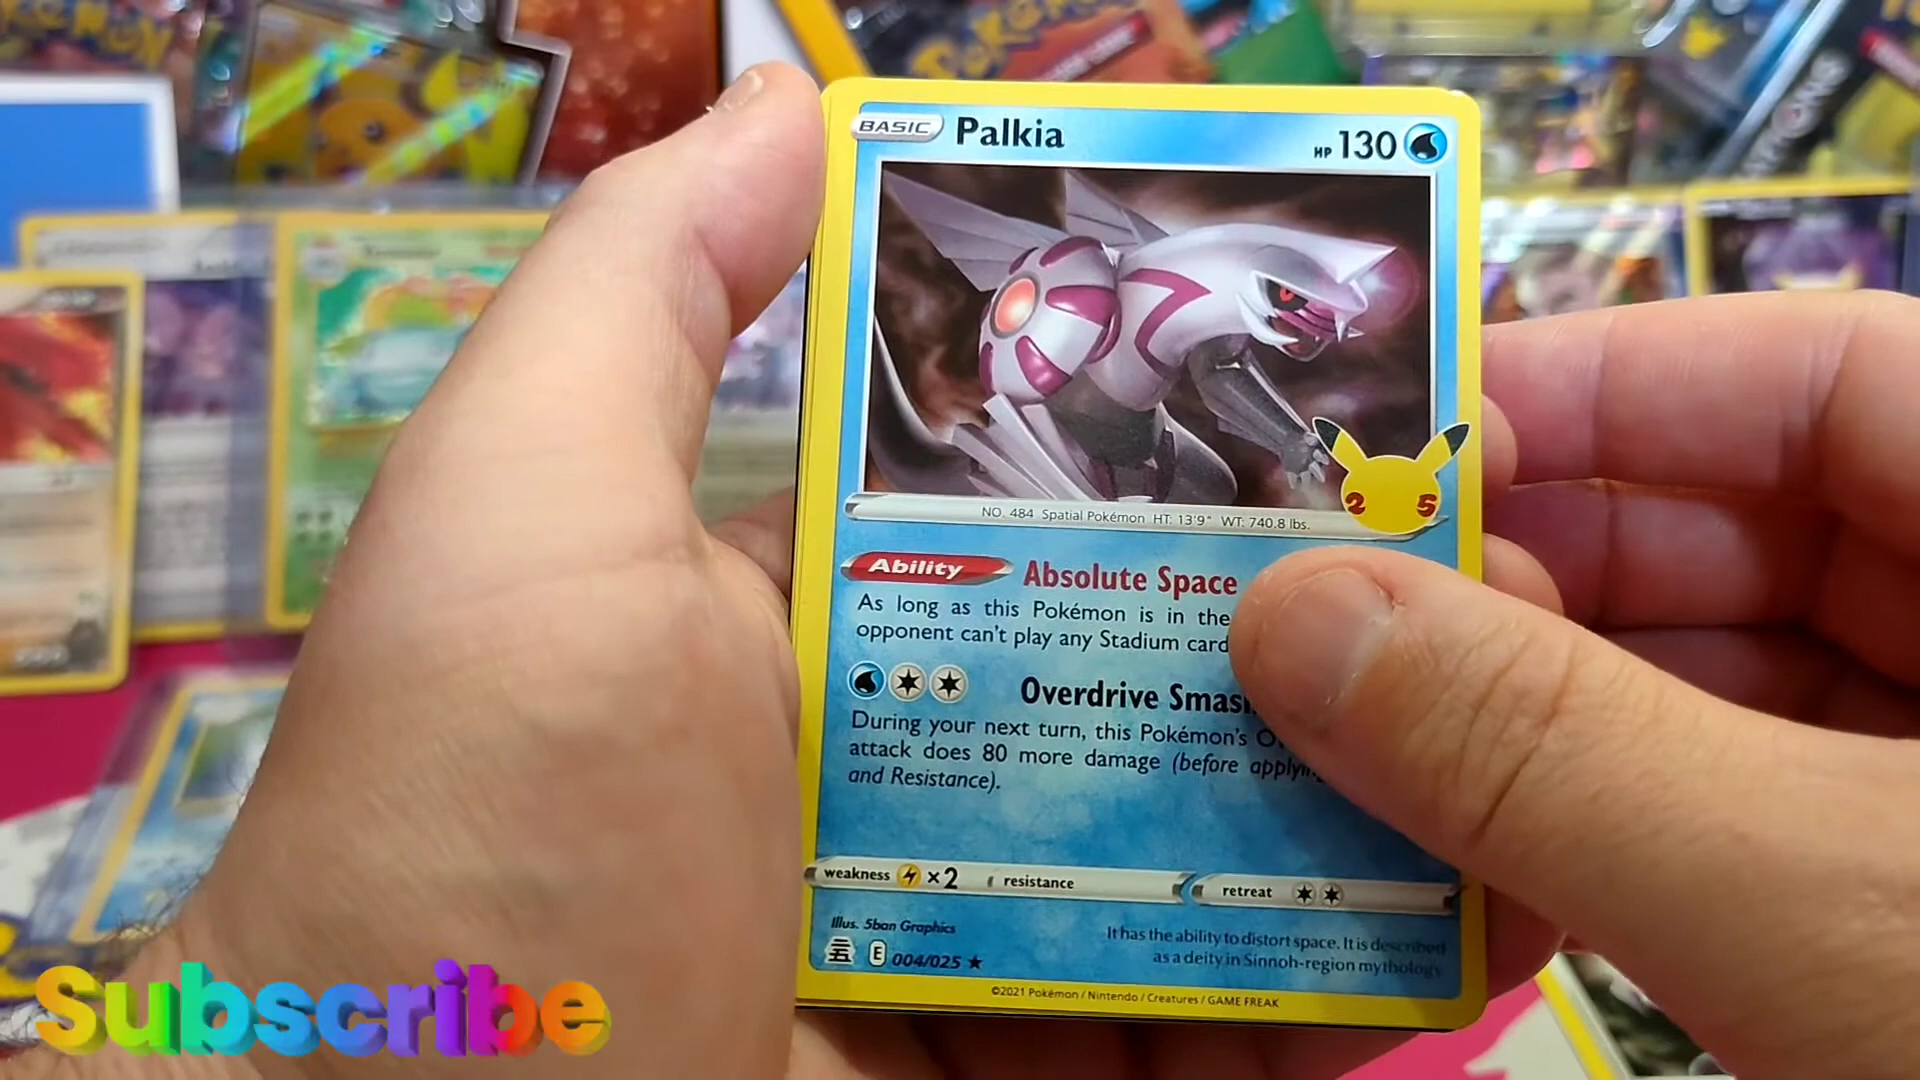 POKÉMON
BASIC Palkia HP 130
NO. 484 Spatial Pokémon HT: 13'9" WT: 740.8 lbs.
25
Ability Absolute Space
As long as this Pokémon is in the
opponent can't play any Stadium card
Overdrive
During your next turn, this Pokémon's
attack does 80 more damage (before
and Resistance).
weakness ×2 resistance retreat
Illus. 5ban Graphics
E 004/025 ★
It has the ability to distort space. It is described
as a deity in Sinnoh-region mythology.
©2021 Pokémon / Nintendo / Creatures / GAME FREAK
Subscribe